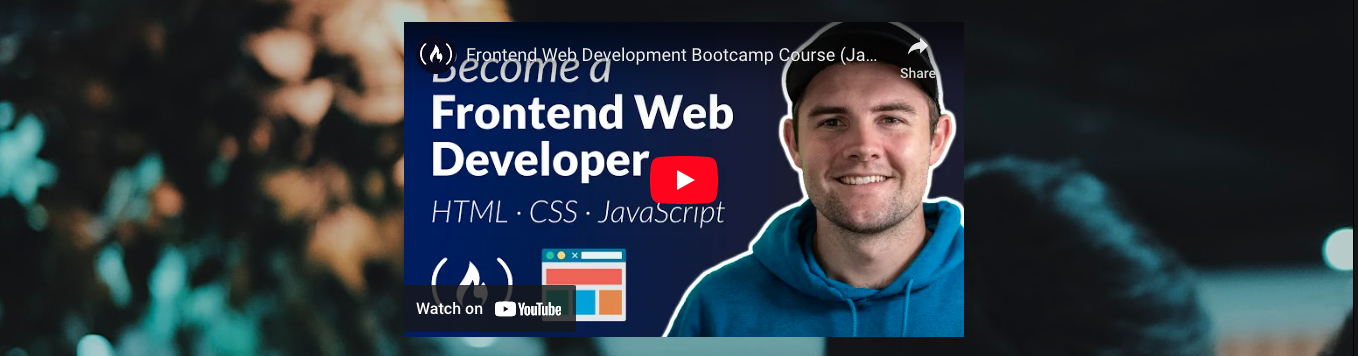 Frontend Web Development Bootcamp Course (Ja...
Share
Become a
Frontend Web
Developer
HTML · CSS · JavaScript
Watch on YouTube